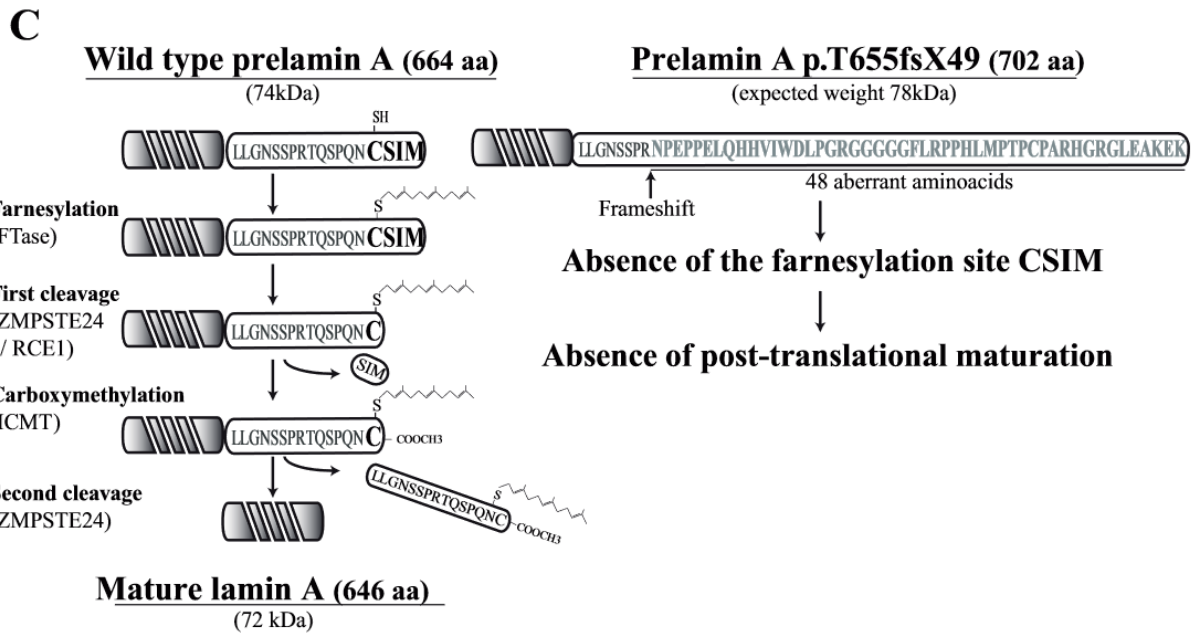 C
Wild type prelamin A (664 aa)
(74kDa)
SH
LLGNSSPRTQSPQNCSIM
Farnesylation
FTase)
S
LLGNSSPRTQSPQNCSIM
First cleavage
ZMPSTE24
/ RCE1)
S
LLGNSSPRTQSPQNC
SIM
Carboxymethylation
ICMT)
S
LLGNSSPRTQSPQNC
COOCH3
Second cleavage
ZMPSTE24)
LLGNSSPRTQSPQNC
S
COOCH3
Mature lamin A (646 aa)
(72 kDa)
Prelamin A p.T655fsX49 (702 aa)
(expected weight 78kDa)
LLGNSSPRNPEPPELQHHVIWDLPGRGGGGGFLRPPHLMPTPCPARHGRGLEAKEK
48 aberrant aminoacids
Frameshift
Absence of the farnesylation site CSIM
Absence of post-translational maturation